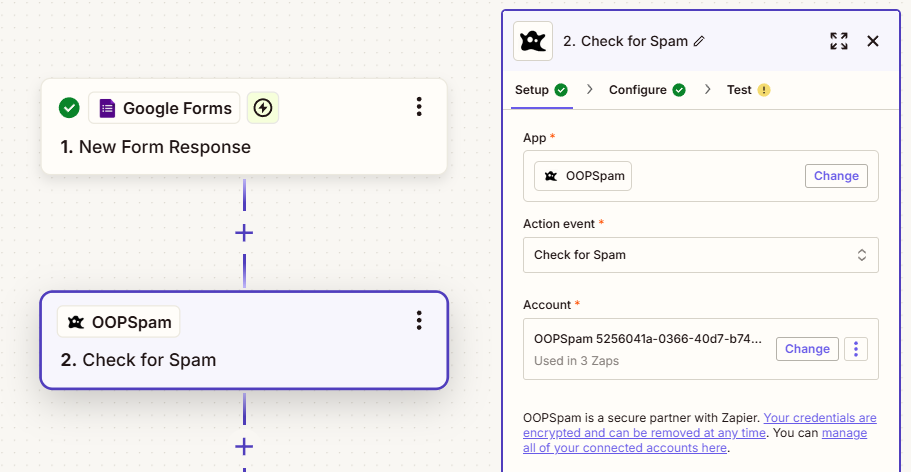 Google Forms
1. New Form Response
OOPSpam
2. Check for Spam
2. Check for Spam
Setup
Configure
Test
App *
OOPSpam
Change
Action event *
Check for Spam
Account *
OOPSpam 5256041a-0366-40d7-b74...
Used in 3 Zaps
Change
OOPSpam is a secure partner with Zapier. Your credentials are
encrypted and can be removed at any time. You can manage
all of your connected accounts here.